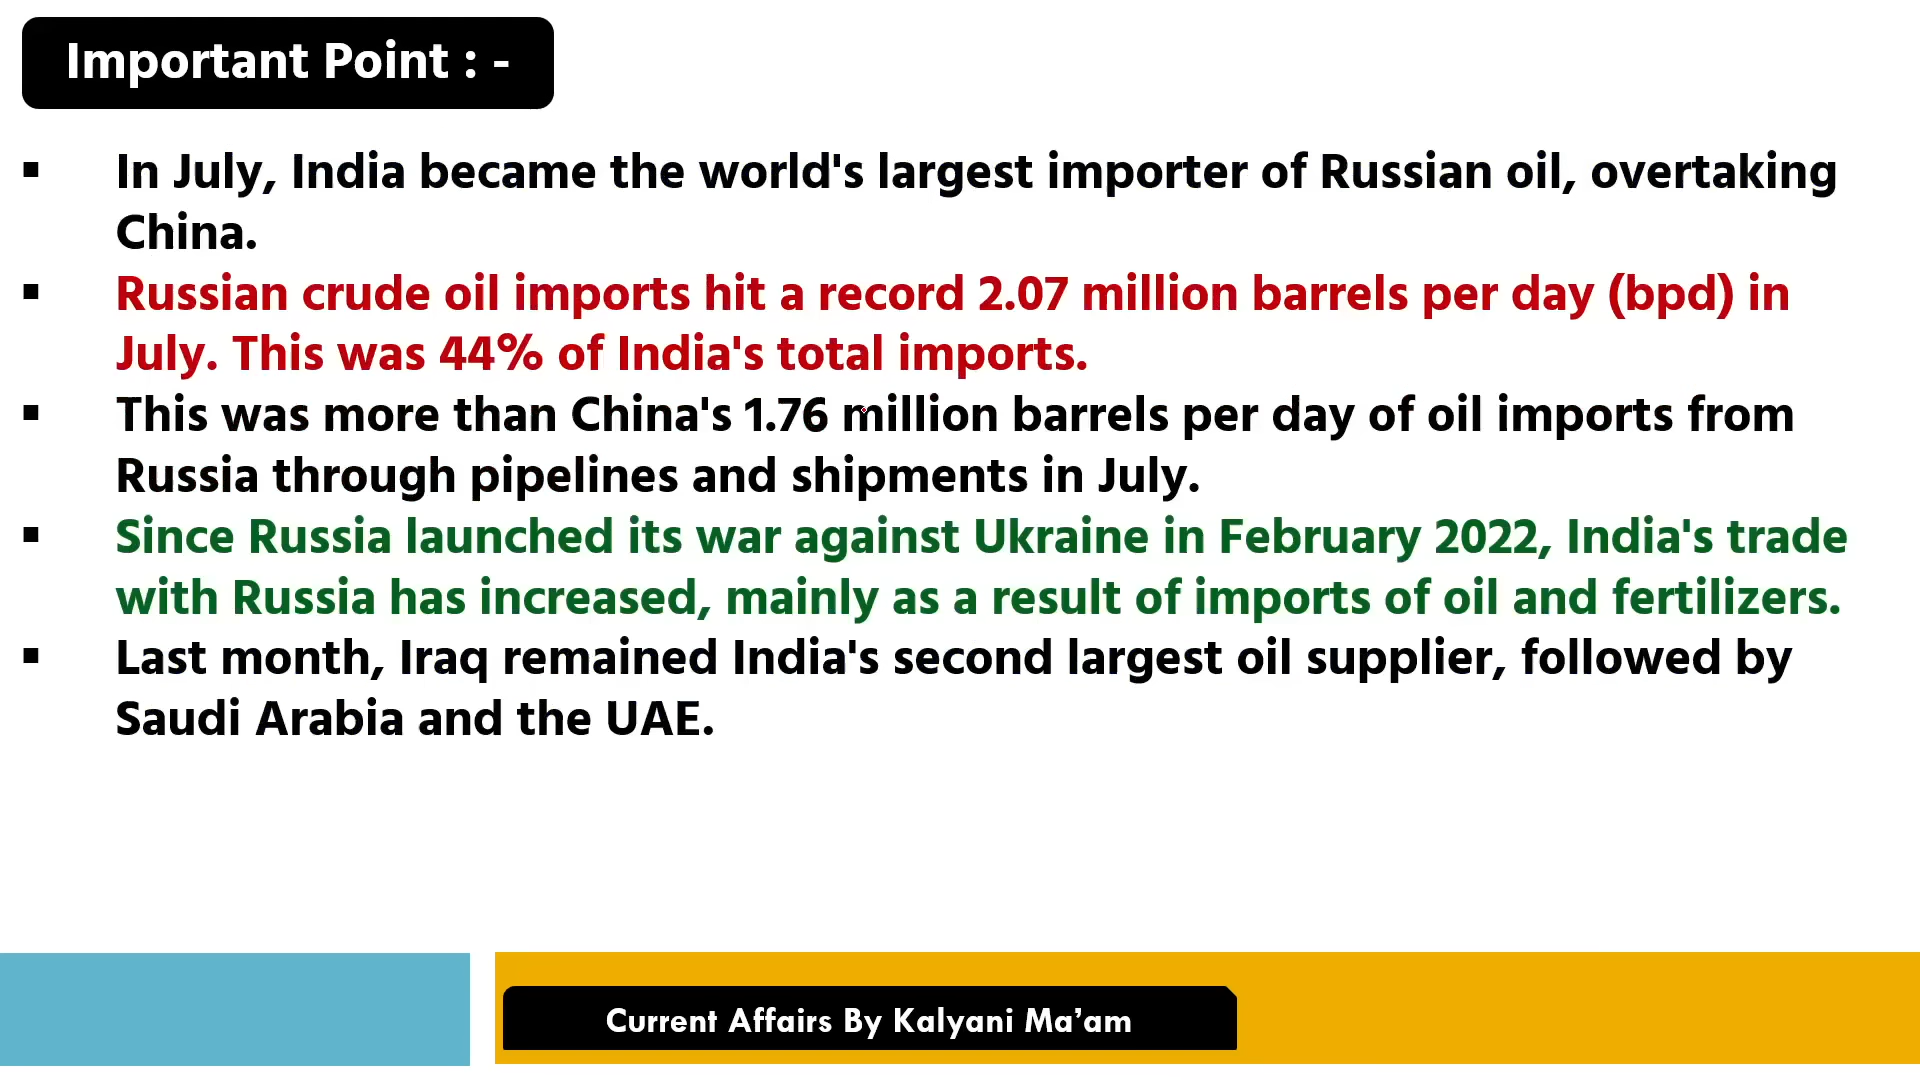 Important Point : -
▪ In July, India became the world's largest importer of Russian oil, overtaking
China.
▪ Russian crude oil imports hit a record 2.07 million barrels per day (bpd) in
July. This was 44% of India's total imports.
▪ This was more than China's 1.76 million barrels per day of oil imports from
Russia through pipelines and shipments in July.
▪ Since Russia launched its war against Ukraine in February 2022, India's trade
with Russia has increased, mainly as a result of imports of oil and fertilizers.
▪ Last month, Iraq remained India's second largest oil supplier, followed by
Saudi Arabia and the UAE.
Current Affairs By Kalyani Ma’am